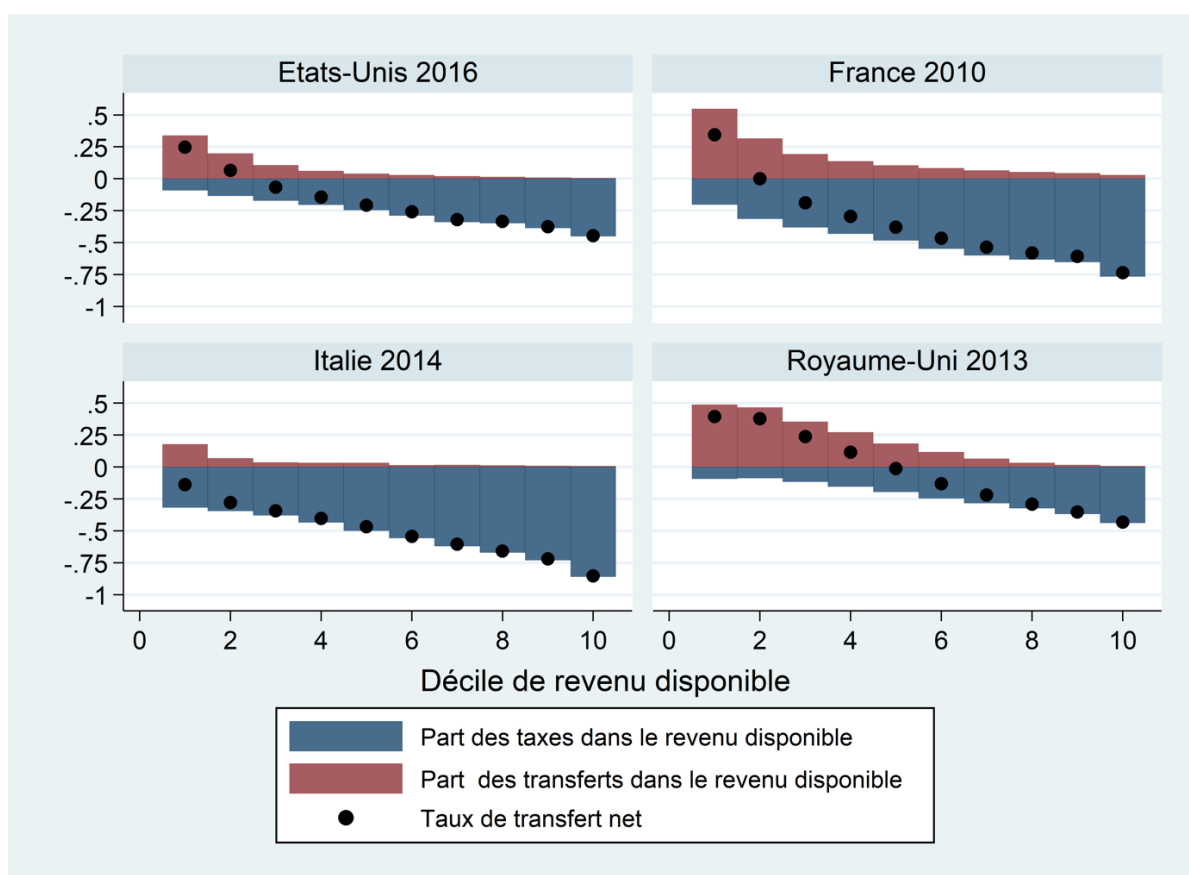 Etats-Unis 2016
France 2010
.5
.25
0
-.25
-.5
-.75
-1
Italie 2014
Royaume-Uni 2013
.5
.25
0
-.25
-.5
-.75
-1
0 2 4 6 8 10
0 2 4 6 8 10
Décile de revenu disponible
Part des taxes dans le revenu disponible
Part des transferts dans le revenu disponible
Taux de transfert net